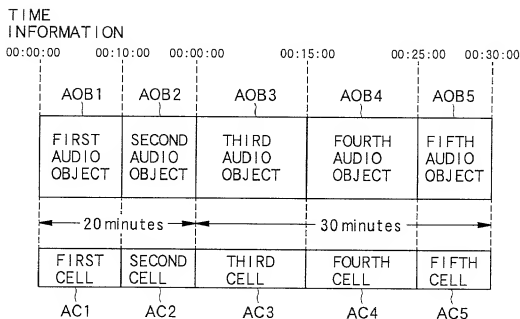 TIME
INFORMATION
00:00:00 00:10:00 00:00:00 00:15:00 00:25:00 00:30:00
AOB1 AOB2 AOB3 AOB4 AOB5
FIRST AUDIO OBJECT
SECOND AUDIO OBJECT
THIRD AUDIO OBJECT
FOURTH AUDIO OBJECT
FIFTH AUDIO OBJECT
20 minutes 30 minutes
FIRST CELL
SECOND CELL
THIRD CELL
FOURTH CELL
FIFTH CELL
AC1 AC2 AC3 AC4 AC5